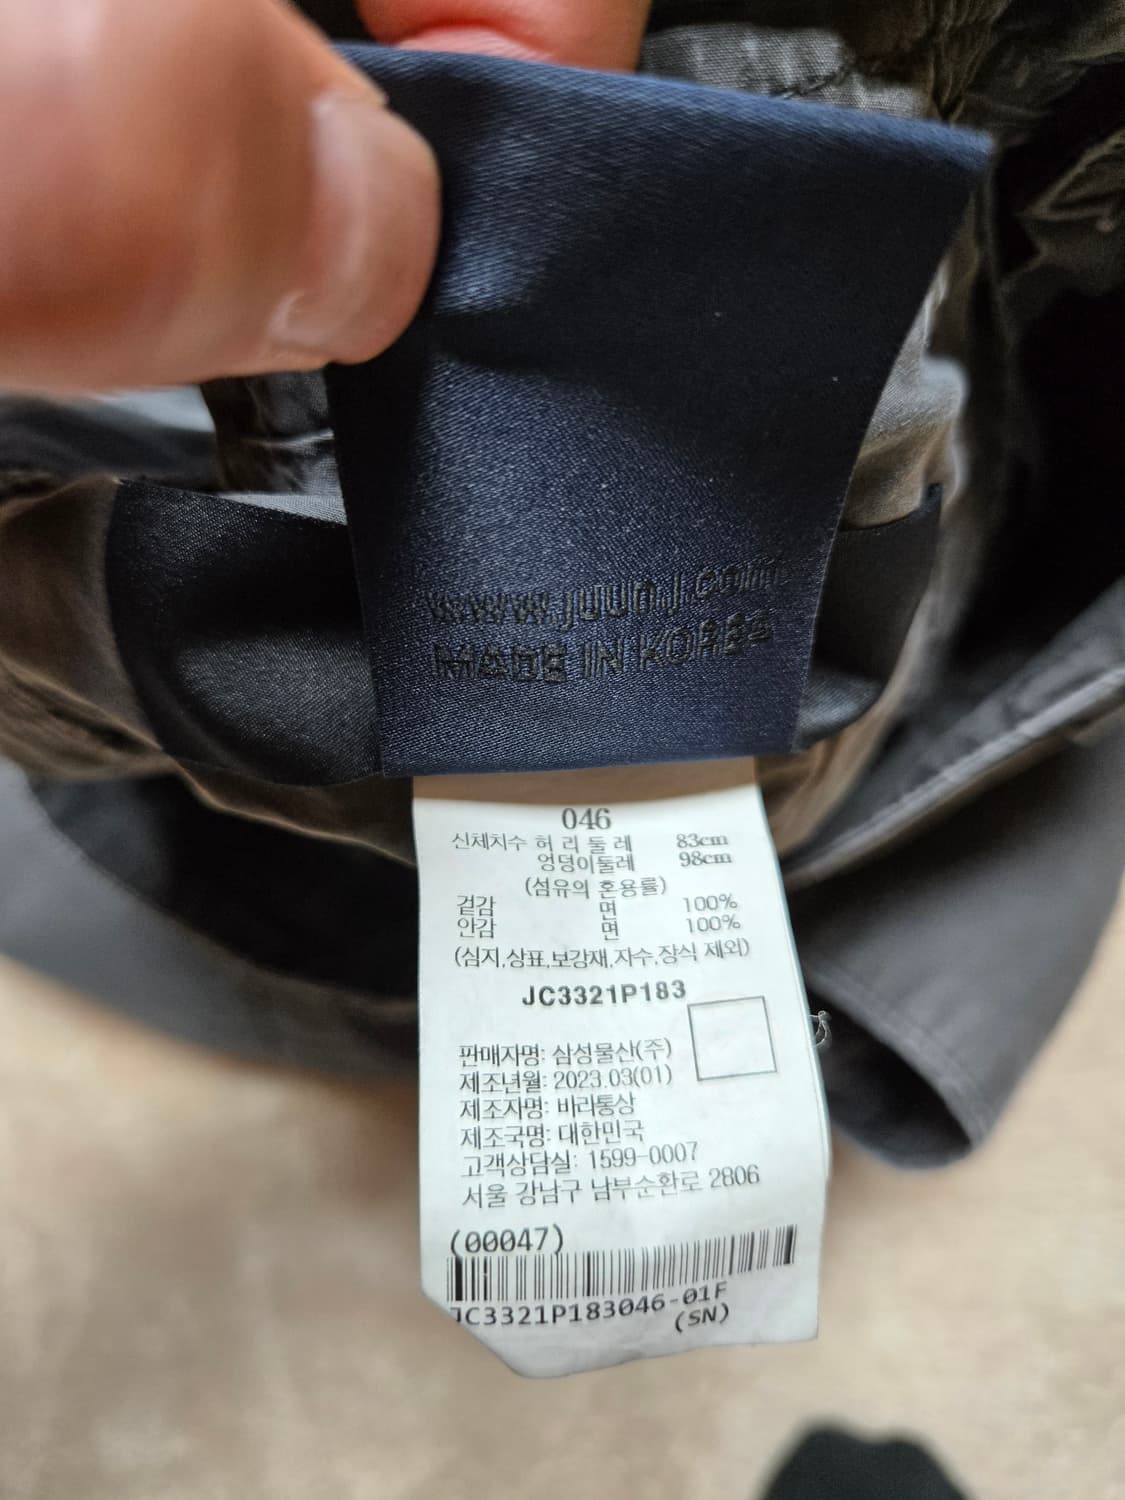 www.juunj.com
MADE IN KOREA
046
신체치수 허 리 둘 레 83cm
엉덩이둘레 98cm
(섬유의 혼용률)
겉감 면 100%
안감 면 100%
(심지,상표,보강재,자수,장식 제외)
JC3321P183
판매자명: 삼성물산(주)
제조년월: 2023.03(01)
제조자명: 바라통상
제조국명: 대한민국
고객상담실: 1599-0007
서울 강남구 남부순환로 2806
(00047)
JC3321P183046-01F
(SN)